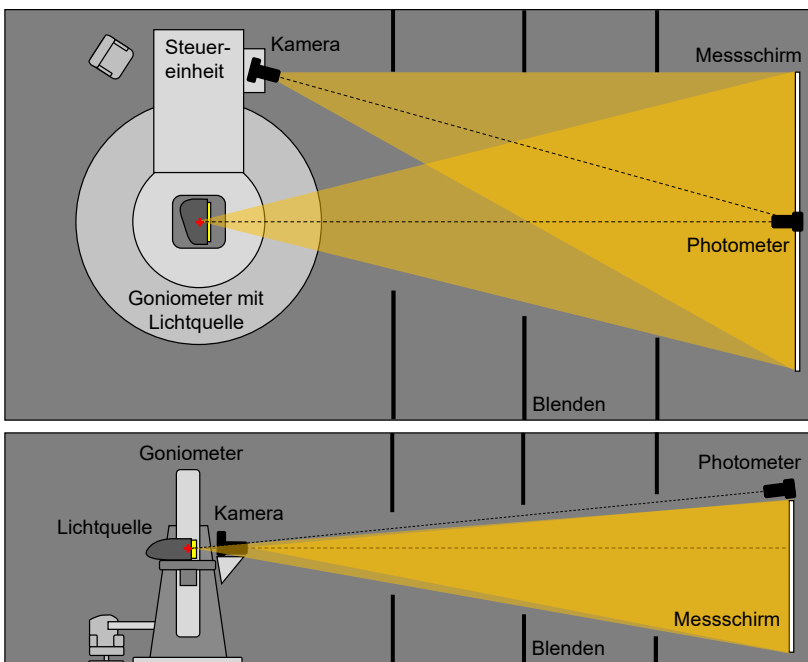 Steuer-
einheit
Kamera
Messschirm
Photometer
Goniometer mit
Lichtquelle
Blenden
Goniometer
Photometer
Lichtquelle
Kamera
Messschirm
Blenden